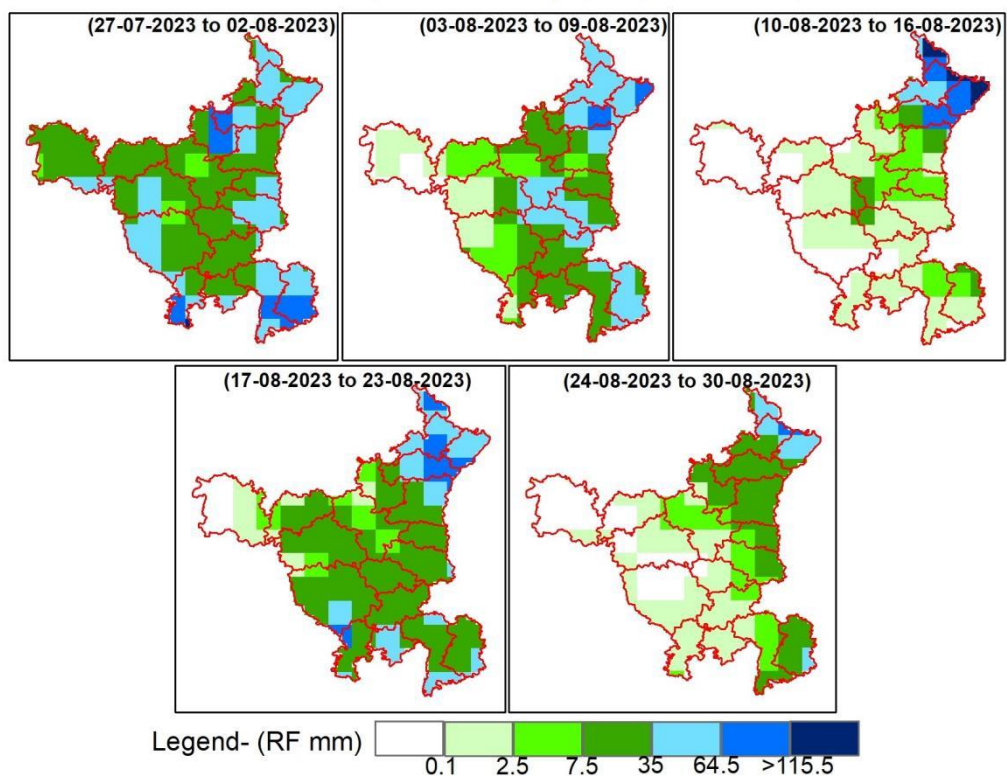 (27-07-2023 to 02-08-2023)
(03-08-2023 to 09-08-2023)
(10-08-2023 to 16-08-2023)
(17-08-2023 to 23-08-2023)
(24-08-2023 to 30-08-2023)
Legend- (RF mm)
0.1 2.5 7.5 35 64.5 >115.5